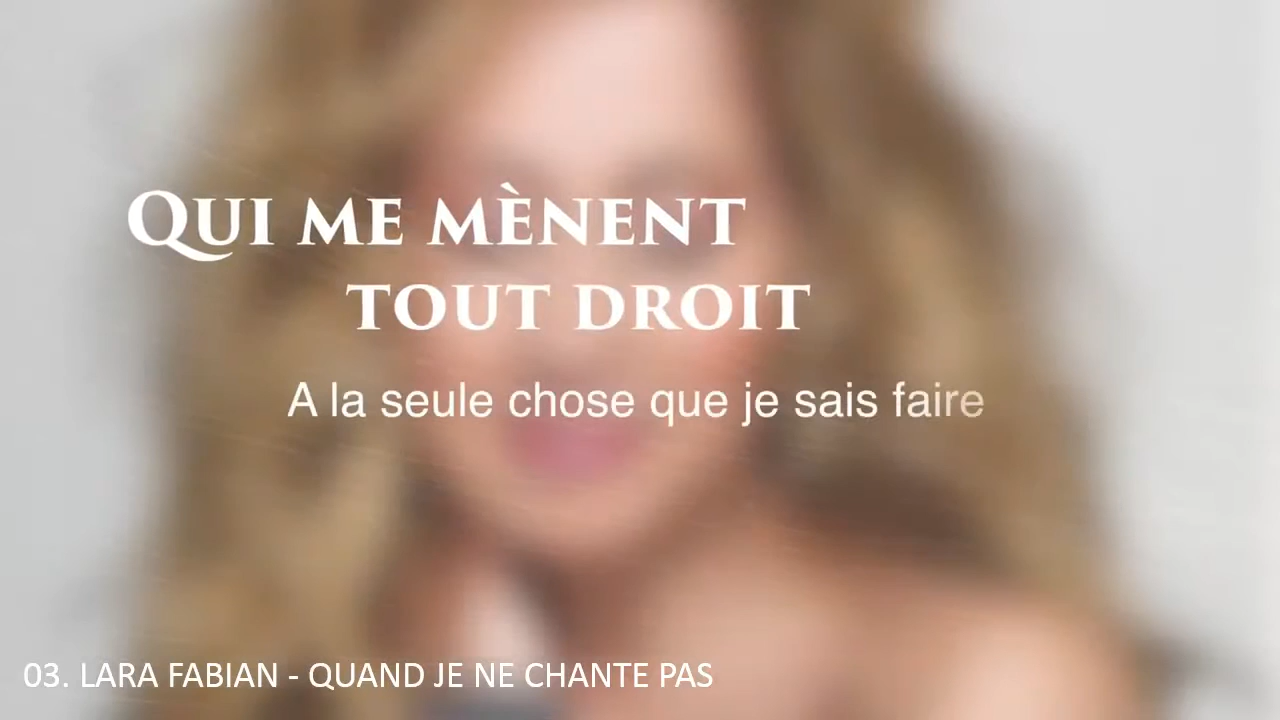 QUI ME MÈNENT
TOUT DROIT
A la seule chose que je sais faire
03. LARA FABIAN - QUAND JE NE CHANTE PAS